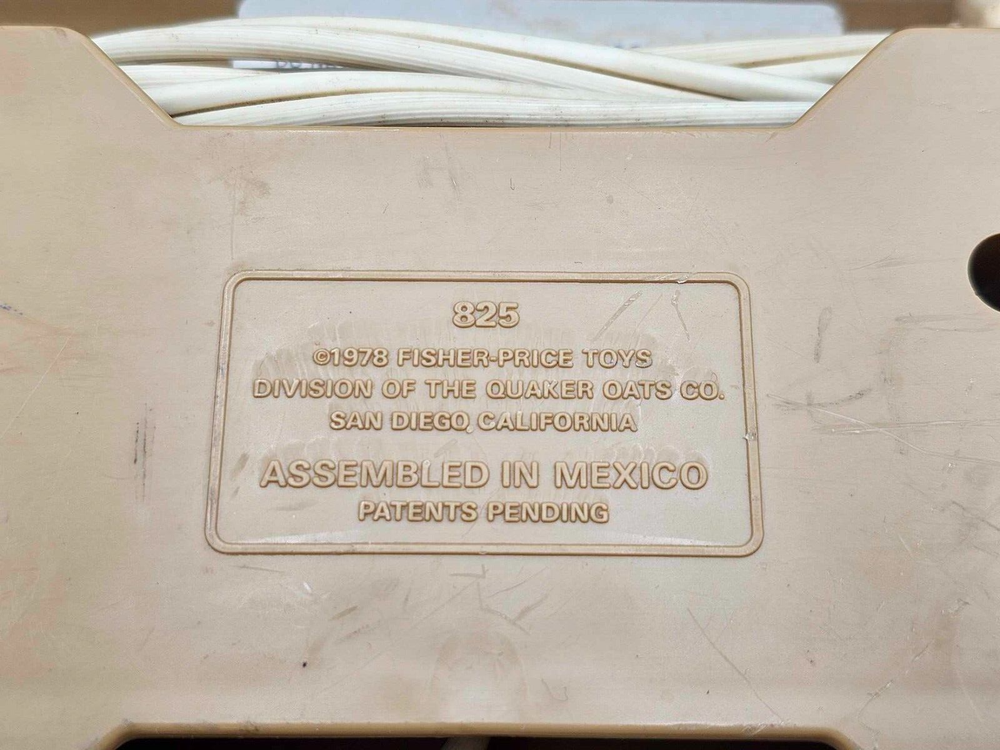 825
©1978 FISHER-PRICE TOYS
DIVISION OF THE QUAKER OATS CO.
SAN DIEGO, CALIFORNIA
ASSEMBLED IN MEXICO
PATENTS PENDING